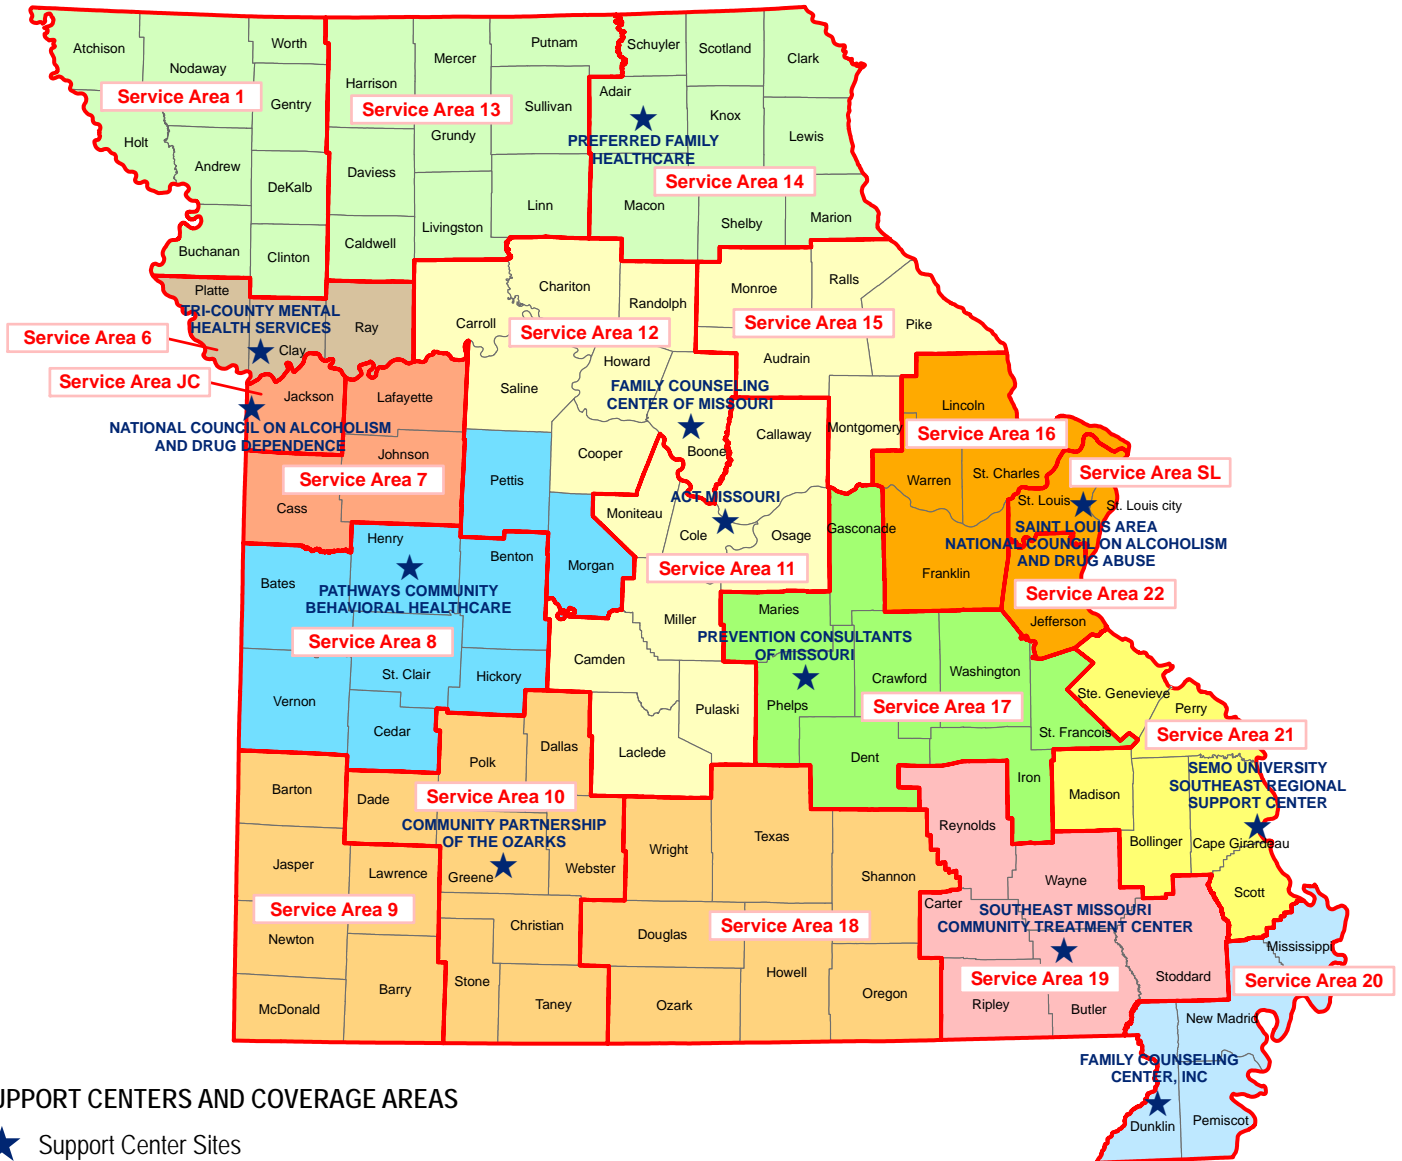 Atchison
Nodaway
Worth
Gentry
Service Area 1
Holt
Andrew
DeKalb
Buchanan
Clinton
Harrison
Mercer
Putnam
Service Area 13
Sullivan
Grundy
Daviess
Linn
Livingston
Caldwell
Schuyler
Scotland
Clark
Adair
Knox
Lewis
PREFERRED FAMILY
HEALTHCARE
Service Area 14
Macon
Shelby
Marion
Platte
TRI-COUNTY MENTAL
HEALTH SERVICES
Ray
Clay
Service Area 6
Service Area JC
Jackson
NATIONAL COUNCIL ON ALCOHOLISM
AND DRUG DEPENDENCE
Lafayette
Johnson
Service Area 7
Cass
Chariton
Randolph
Carroll
Service Area 12
Howard
Saline
FAMILY COUNSELING
CENTER OF MISSOURI
Boone
Cooper
Monroe
Ralls
Service Area 15
Pike
Audrain
Montgomery
Callaway
Lincoln
Service Area 16
Warren
St. Charles
Franklin
Service Area SL
St. Louis
St. Louis city
SAINT LOUIS AREA
NATIONAL COUNCIL ON ALCOHOLISM
AND DRUG ABUSE
Service Area 22
Jefferson
Pettis
Henry
Benton
Morgan
Bates
PATHWAYS COMMUNITY
BEHAVIORAL HEALTHCARE
Service Area 8
St. Clair
Hickory
Vernon
Cedar
ACT MISSOURI
Moniteau
Cole
Osage
Service Area 11
Miller
Camden
Pulaski
Laclede
Gasconade
Maries
PREVENTION CONSULTANTS
OF MISSOURI
Crawford
Washington
Phelps
Service Area 17
St. Francois
Dent
Iron
Ste. Genevieve
Perry
Service Area 21
SEMO UNIVERSITY
SOUTHEAST REGIONAL
SUPPORT CENTER
Madison
Bollinger
Cape Girardeau
Scott
Dallas
Polk
Dade
Service Area 10
COMMUNITY PARTNERSHIP
OF THE OZARKS
Greene
Webster
Christian
Stone
Taney
Barton
Jasper
Lawrence
Service Area 9
Newton
Barry
McDonald
Texas
Wright
Shannon
Service Area 18
Douglas
Howell
Ozark
Oregon
Reynolds
Wayne
Carter
SOUTHEAST MISSOURI
COMMUNITY TREATMENT CENTER
Service Area 19
Stoddard
Ripley
Butler
Mississippi
Service Area 20
New Madrid
FAMILY COUNSELING
CENTER, INC
Dunklin
Pemiscot
UPPORT CENTERS AND COVERAGE AREAS
Support Center Sites